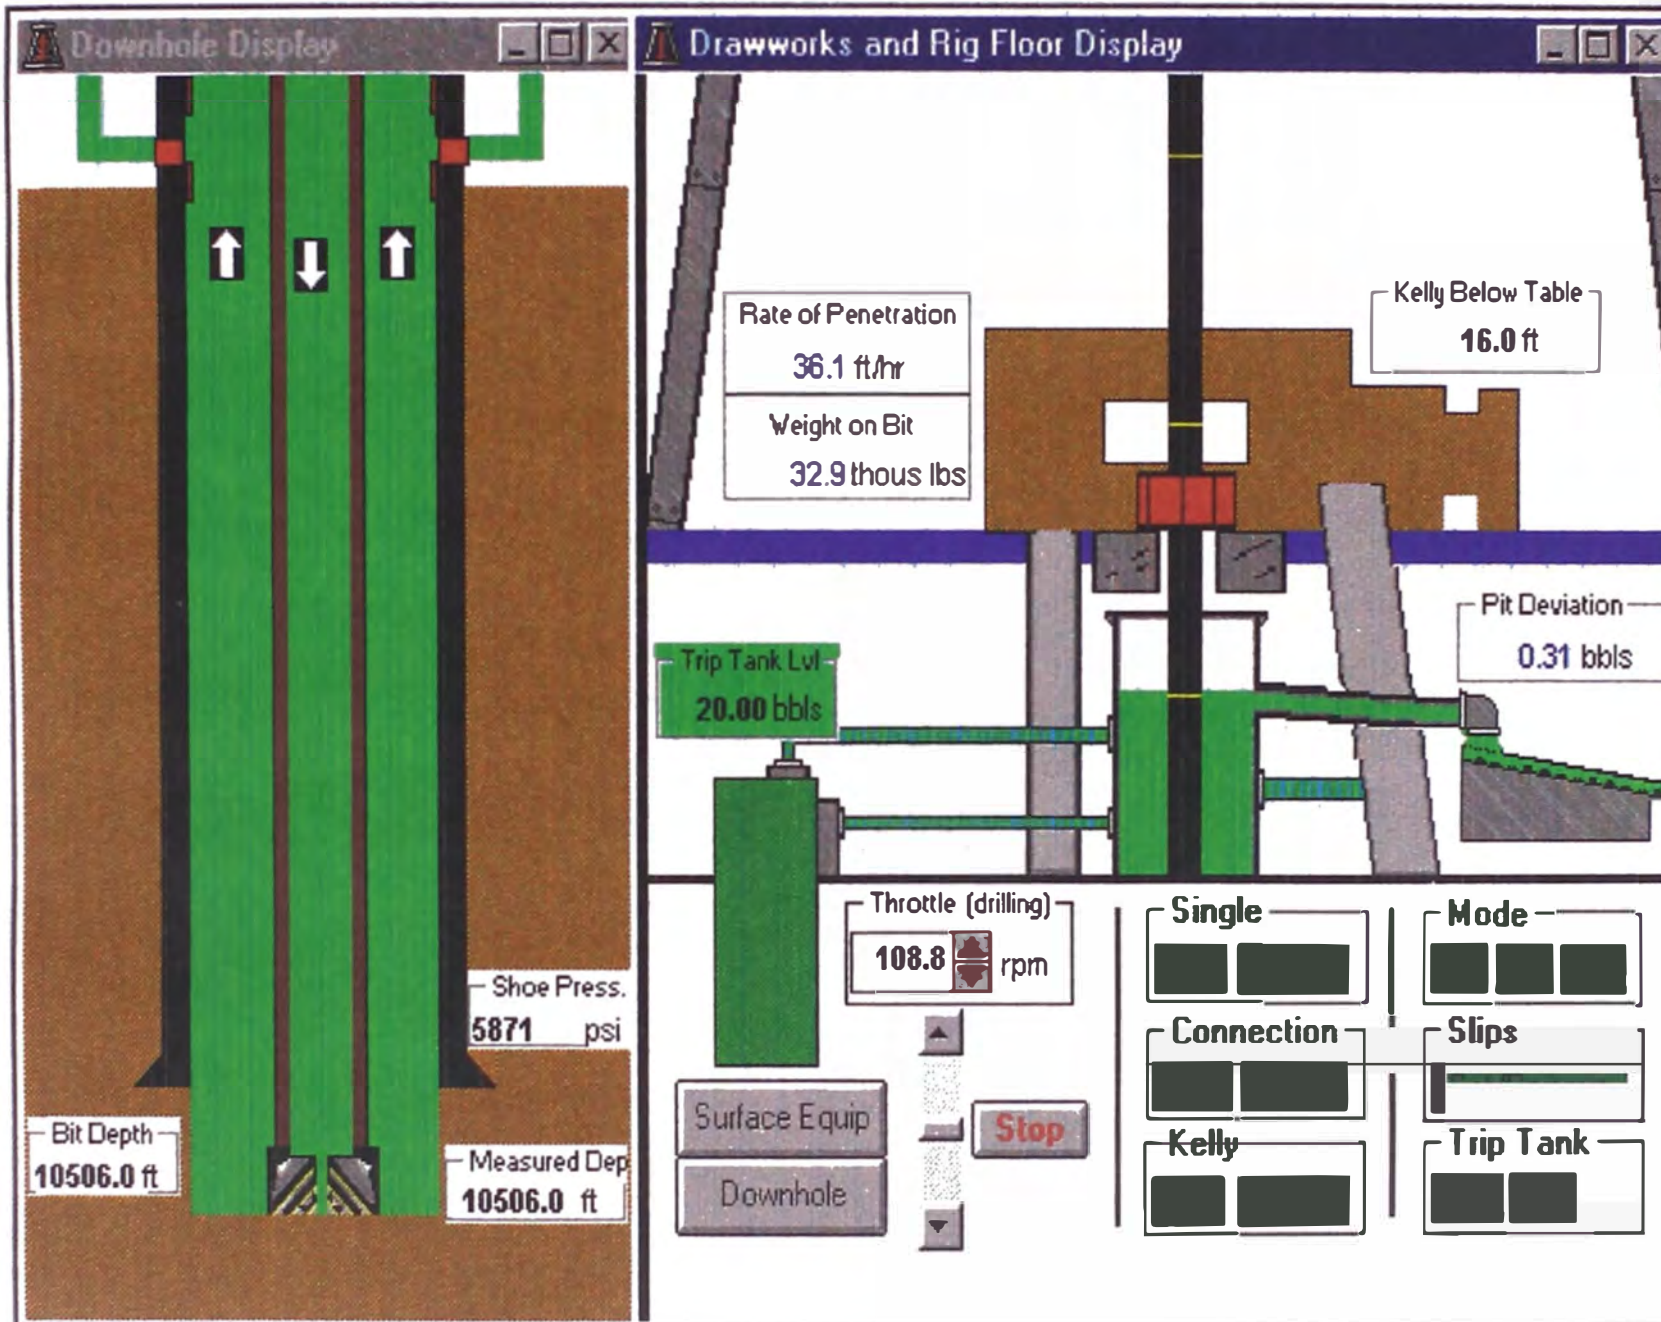 Downhole Display
Shoe Press.
5871 psi
Bit Depth
10506.0 ft
Measured Dep
10506.0 ft
Drawworks and Rig Floor Display
Rate of Penetration
36.1 ft/hr
Weight on Bit
32.9 thous lbs
Kelly Below Table
16.0 ft
Pit Deviation
0.31 bbls
Trip Tank Lvl
20.00 bbls
Throttle (drilling)
108.8 rpm
Surface Equip
Downhole
Stop
Single
Mode
Connection
Slips
Kelly
Trip Tank